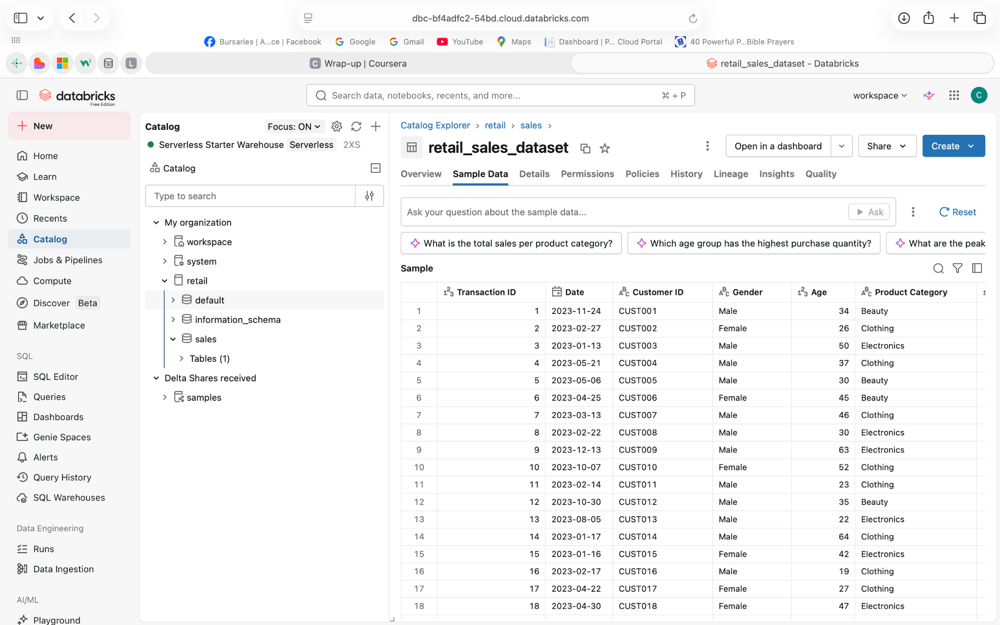 dbc-bf4adfc2-54bd.cloud.databricks.com
Bursaries | A...ce | Facebook
Google
Gmail
YouTube
Maps
Dashboard | P... Cloud Portal
40 Powerful P...Bible Prayers
L
C Wrap-up | Coursera
retail_sales_dataset - Databricks
databricks
Free Edition
Search data, notebooks, recents, and more...
⌘ + P
workspace
C
New
Home
Learn
Workspace
Recents
Catalog
Jobs & Pipelines
Compute
Discover Beta
Marketplace
SQL
SQL Editor
Queries
Dashboards
Genie Spaces
Alerts
Query History
SQL Warehouses
Data Engineering
Runs
Data Ingestion
AI/ML
Playground
Catalog
Focus: ON
Serverless Starter Warehouse Serverless 2XS
Catalog
Type to search
My organization
workspace
system
retail
default
information_schema
sales
Tables (1)
Delta Shares received
samples
Catalog Explorer › retail › sales ›
retail_sales_dataset
Open in a dashboard
Share
Create
Overview Sample Data Details Permissions Policies History Lineage Insights Quality
Ask your question about the sample data...
Ask
Reset
What is the total sales per product category?
Which age group has the highest purchase quantity?
What are the peak
Sample
Transaction ID Date Customer ID Gender Age Product Category
1 1 2023-11-24 CUST001 Male 34 Beauty
2 2 2023-02-27 CUST002 Female 26 Clothing
3 3 2023-01-13 CUST003 Male 50 Electronics
4 4 2023-05-21 CUST004 Male 37 Clothing
5 5 2023-05-06 CUST005 Male 30 Beauty
6 6 2023-04-25 CUST006 Female 45 Beauty
7 7 2023-03-13 CUST007 Male 46 Clothing
8 8 2023-02-22 CUST008 Male 30 Electronics
9 9 2023-12-13 CUST009 Male 63 Electronics
10 10 2023-10-07 CUST010 Female 52 Clothing
11 11 2023-02-14 CUST011 Male 23 Clothing
12 12 2023-10-30 CUST012 Male 35 Beauty
13 13 2023-08-05 CUST013 Male 22 Electronics
14 14 2023-01-17 CUST014 Male 64 Clothing
15 15 2023-01-16 CUST015 Female 42 Electronics
16 16 2023-02-17 CUST016 Male 19 Clothing
17 17 2023-04-22 CUST017 Female 27 Clothing
18 18 2023-04-30 CUST018 Female 47 Electronics